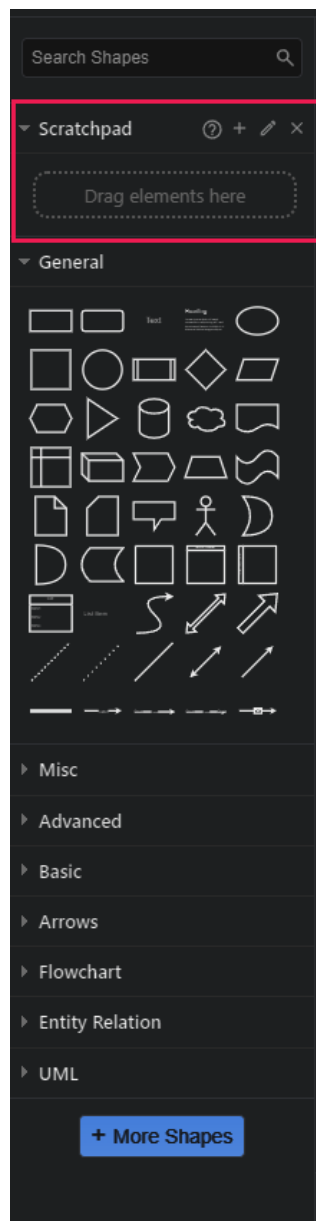 Search Shapes
Scratchpad
Drag elements here
General
Text
Heading
List Item
Misc
Advanced
Basic
Arrows
Flowchart
Entity Relation
UML
+ More Shapes